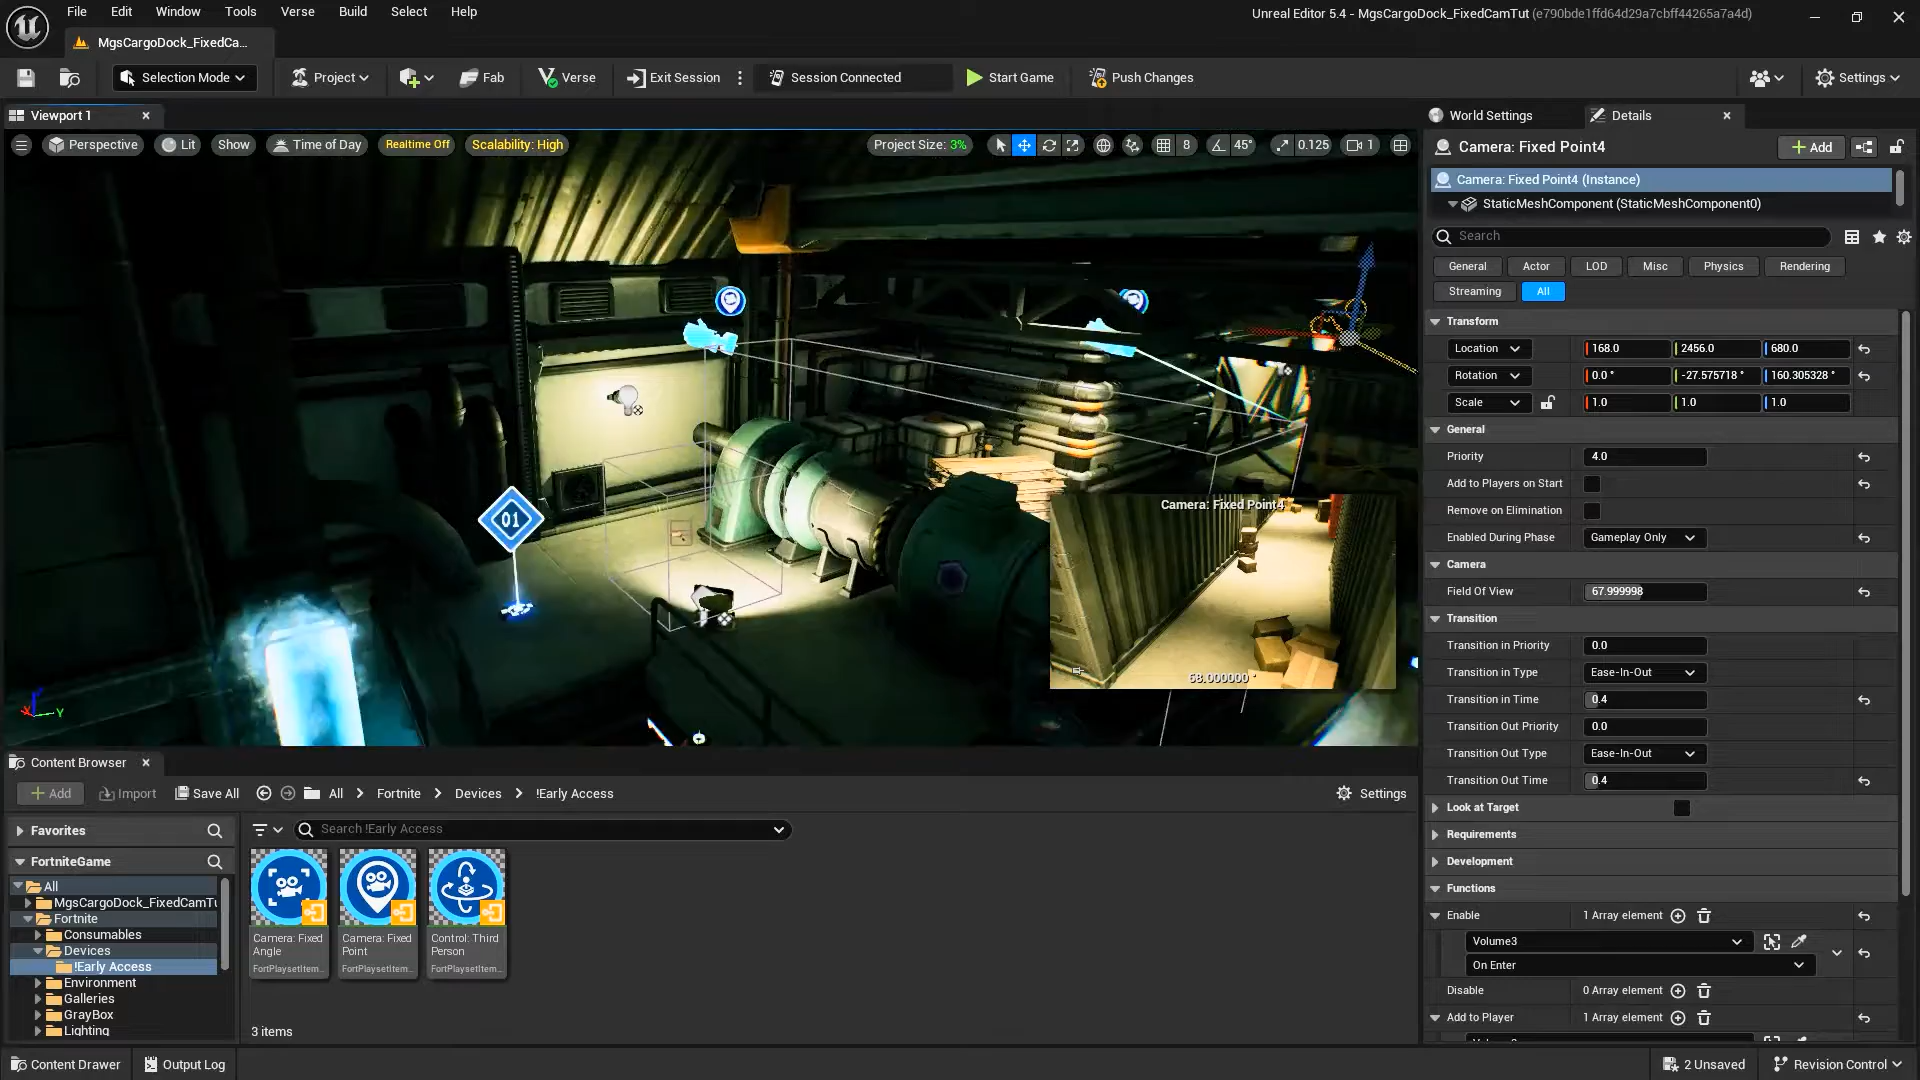 File Edit Window Tools Verse Build Select Help
Unreal Editor 5.4 - MgsCargoDock_FixedCamTut (e790bde1ffd64d29a7cbff44265a7a4d)
MgsCargoDock_FixedCa...
Selection Mode Project Fab Verse Exit Session Session Connected Start Game Push Changes Settings
Viewport 1
Perspective Lit Show Time of Day Realtime Off Scalability: High Project Size: 3% 8 45° 0.125 1
01
Camera: Fixed Point4
68.000000 °
Y
World Settings Details
Camera: Fixed Point4 Add
Camera: Fixed Point4 (Instance)
StaticMeshComponent (StaticMeshComponent0)
Search
General Actor LOD Misc Physics Rendering
Streaming All
Transform
Location 168.0 2456.0 680.0
Rotation 0.0 ° -27.575718 ° 160.305328 °
Scale 1.0 1.0 1.0
General
Priority 4.0
Add to Players on Start
Remove on Elimination
Enabled During Phase Gameplay Only
Camera
Field Of View 67.999998
Transition
Transition in Priority 0.0
Transition in Type Ease-In-Out
Transition in Time 0.4
Transition Out Priority 0.0
Transition Out Type Ease-In-Out
Transition Out Time 0.4
Look at Target
Requirements
Development
Functions
Enable 1 Array element
Volume3
On Enter
Disable 0 Array element
Add to Player 1 Array element
Content Browser
Add Import Save All All Fortnite Devices !Early Access Settings
Favorites
Search !Early Access
FortniteGame
All
MgsCargoDock_FixedCamTu
Fortnite
Consumables
Devices
!Early Access
Environment
Galleries
GrayBox
Lighting
Camera: Fixed Angle
FortPlaysetItem...
Camera: Fixed Point
FortPlaysetItem...
Control: Third Person
FortPlaysetItem...
3 items
Content Drawer Output Log 2 Unsaved Revision Control